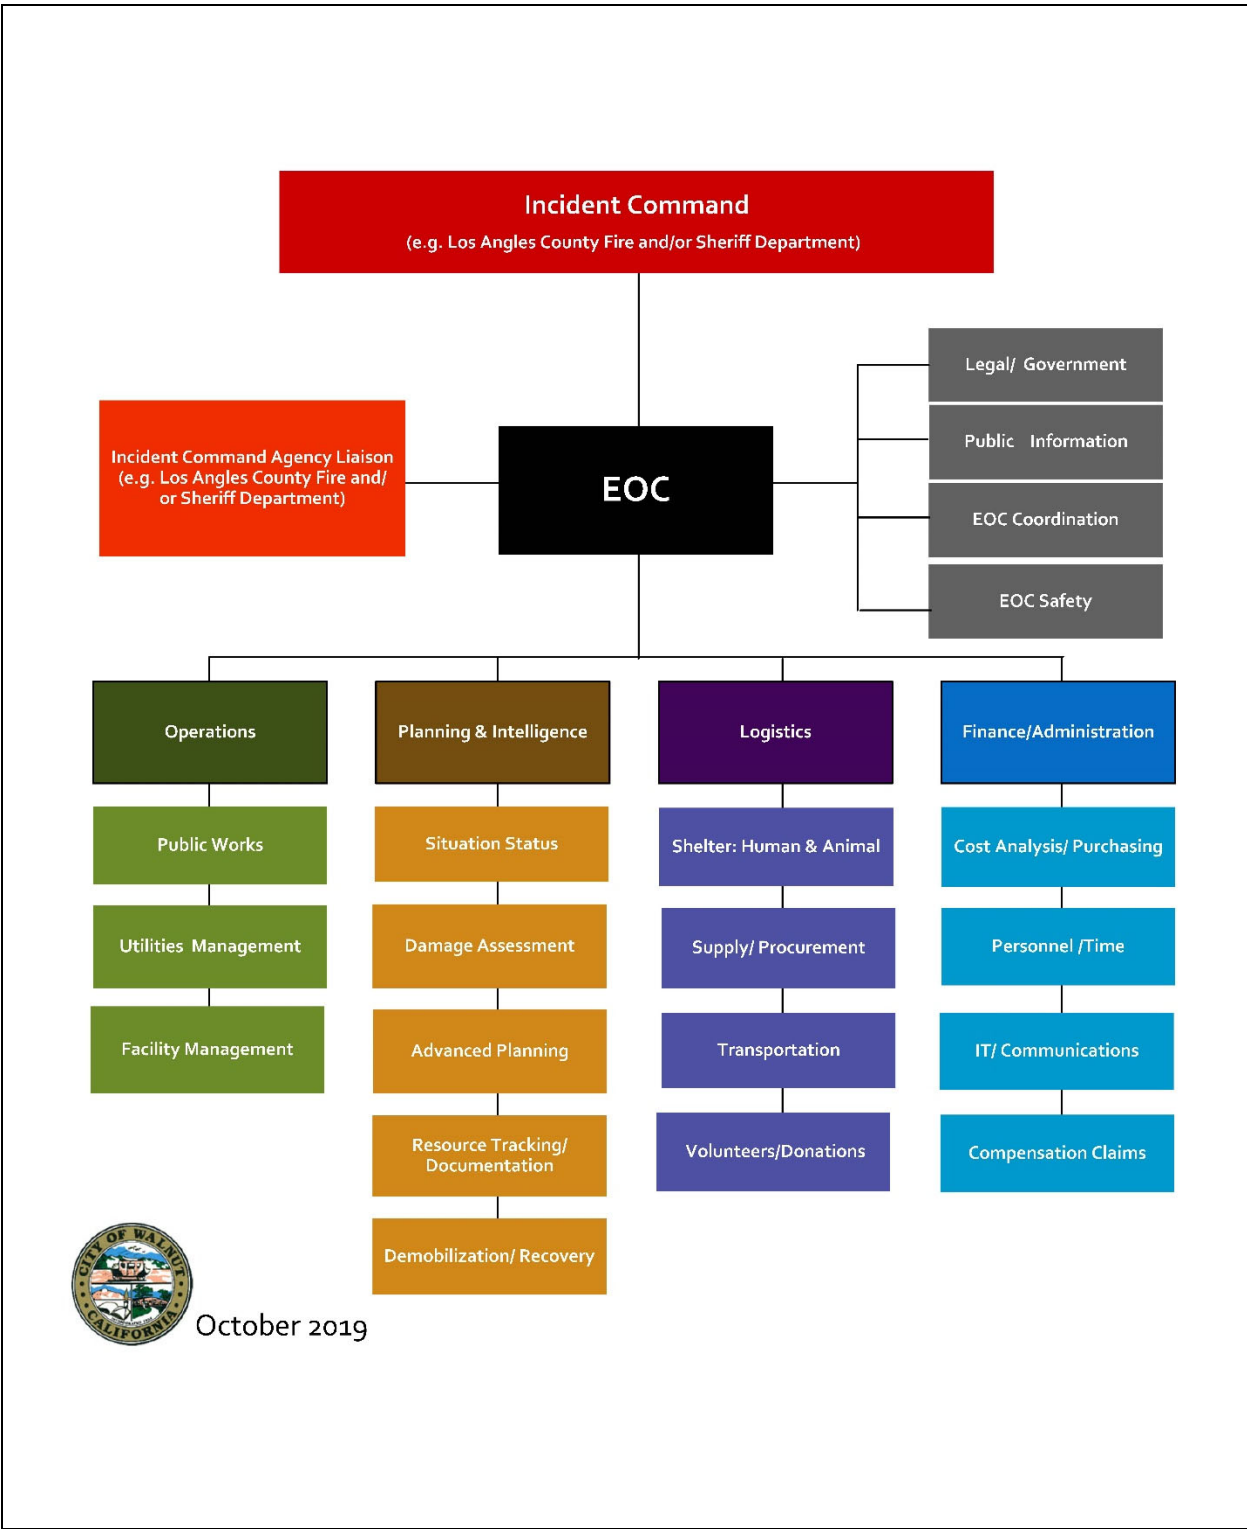 Incident Command
(e.g. Los Angles County Fire and/or Sheriff Department)
Legal/ Government
Public Information
EOC Coordination
EOC Safety
Incident Command Agency Liaison
(e.g. Los Angles County Fire and/
or Sheriff Department)
EOC
Operations
Planning & Intelligence
Logistics
Finance/Administration
Public Works
Situation Status
Shelter: Human & Animal
Cost Analysis/ Purchasing
Utilities Management
Damage Assessment
Supply/ Procurement
Personnel /Time
Facility Management
Advanced Planning
Transportation
IT/ Communications
Resource Tracking/
Documentation
Volunteers/Donations
Compensation Claims
Demobilization/ Recovery
CITY OF WALNUT
CALIFORNIA
October 2019